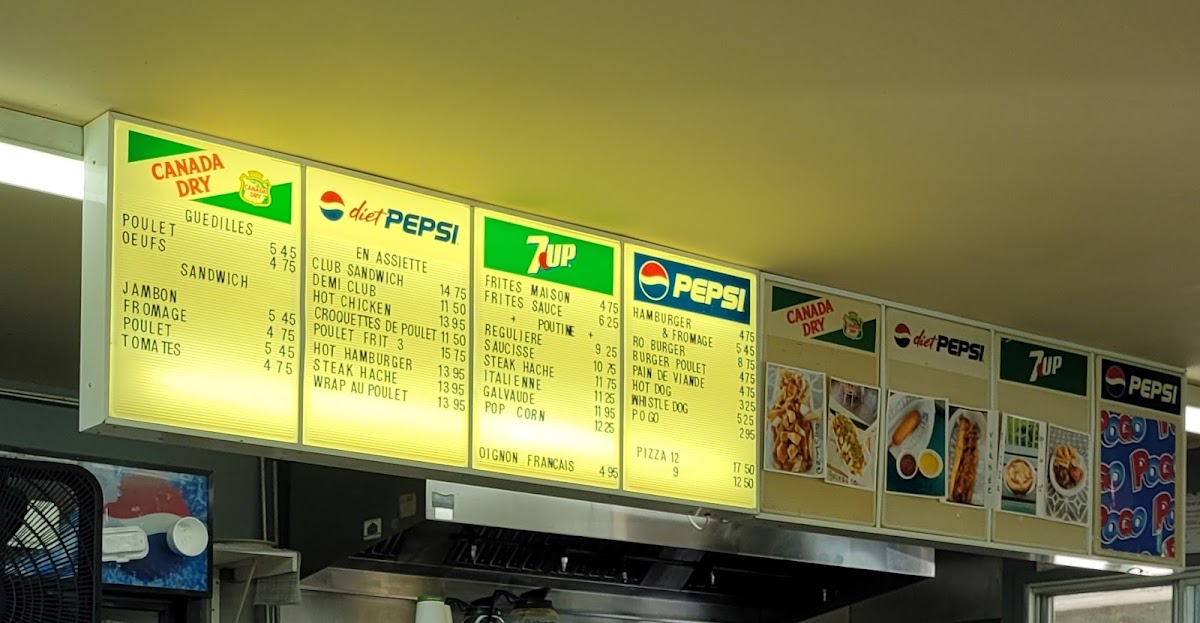 CANADA DRY
CANADA DRY
GUEDILLES
POULET 5 45
OEUFS 4 75
SANDWICH
JAMBON 5 45
FROMAGE 4 75
POULET 5 45
TOMATES 4 75
diet PEPSI
EN ASSIETTE
CLUB SANDWICH 14 75
DEMI CLUB 11 50
HOT CHICKEN 13 95
CROQUETTES DE POULET 11 50
POULET FRIT 3 15 75
HOT HAMBURGER 13 95
STEAK HACHE 13 95
WRAP AU POULET 13 95
7UP
FRITES MAISON 4 75
FRITES SAUCE 6 25
+ POUTINE +
REGULIERE 9 25
SAUCISSE 10 75
STEAK HACHE 11 75
ITALIENNE 11 25
GALVAUDE 11 95
POP CORN 12 25
OIGNON FRANCAIS 4.95
PEPSI
HAMBURGER 4 75
& FROMAGE 5 45
RO BURGER 8 75
BURGER POULET 4 75
PAIN DE VIANDE 4 75
HOT DOG 3 25
WHISTLE DOG 5 25
POGO 2 95
PIZZA 12 17 50
9 12 50
CANADA DRY
diet PEPSI
7UP
PEPSI
POGO
POGO
POGO
POGO